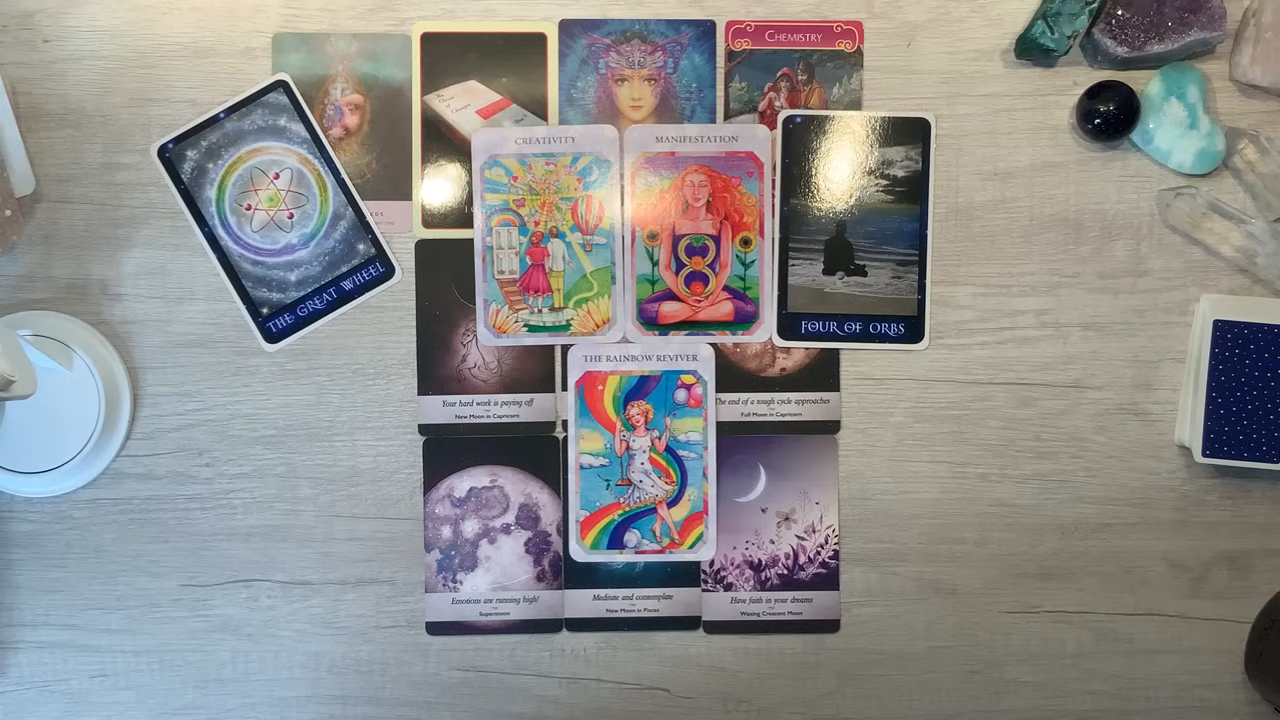 CHEMISTRY
CREATIVITY
MANIFESTATION
THE GREAT WHEEL
FOUR OF ORBS
THE RAINBOW REVIVER
Your hard work is paying off
New Moon in Capricorn
The end of a rough cycle approaches
Full Moon in Capricorn
Emotions are running high!
Supermoon
Meditate and contemplate
New Moon in Pisces
Have faith in your dreams
Waxing Crescent Moon